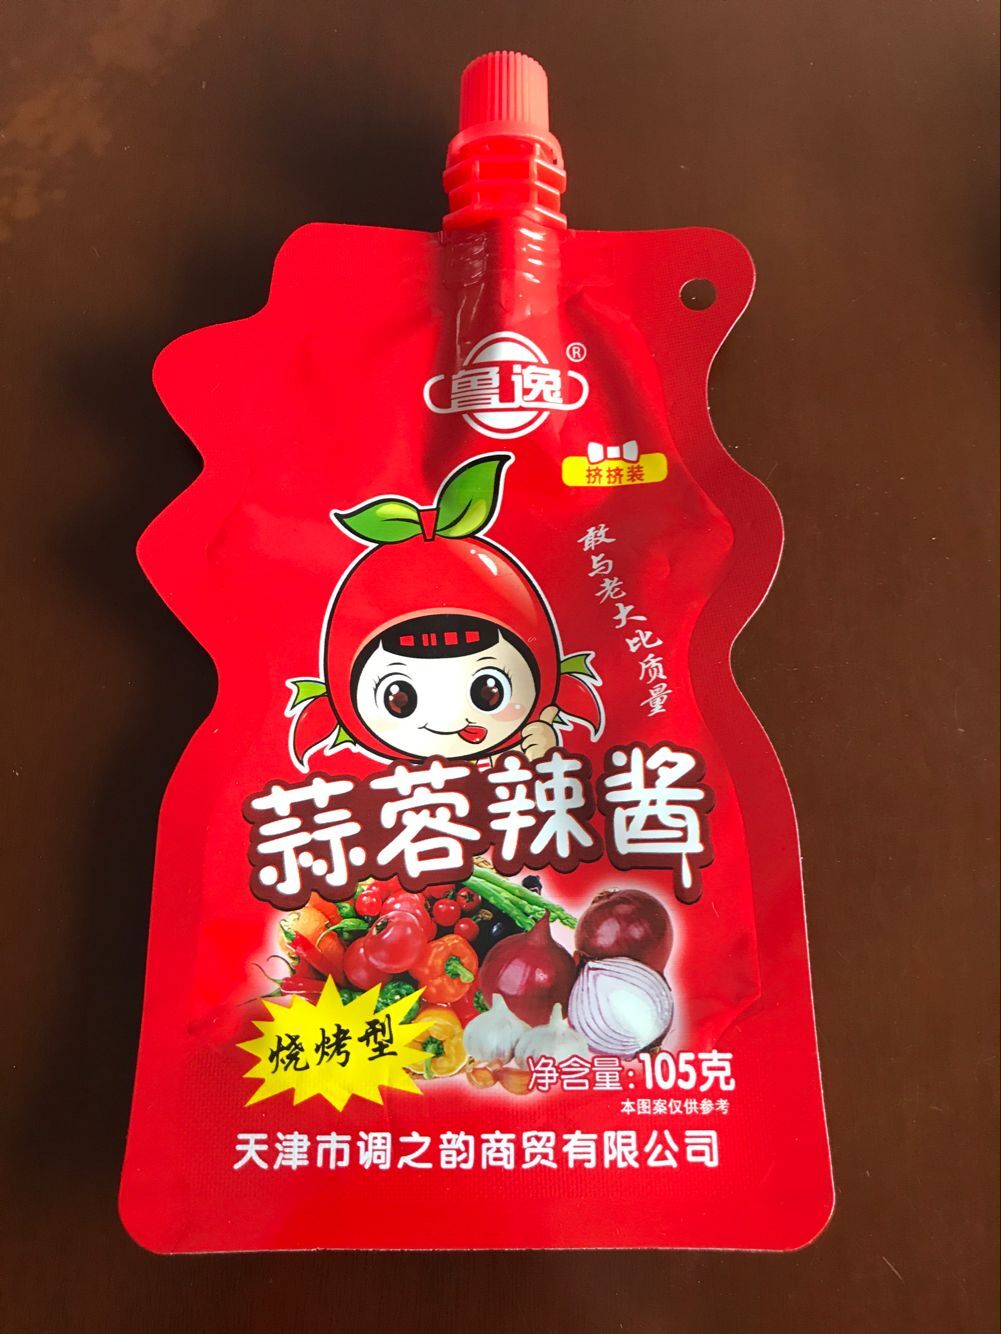 鲁逸®
挤挤装
敢与老大比质量
蒜蓉辣酱
烧烤型
净含量:105克
本图案仅供参考
天津市调之韵商贸有限公司